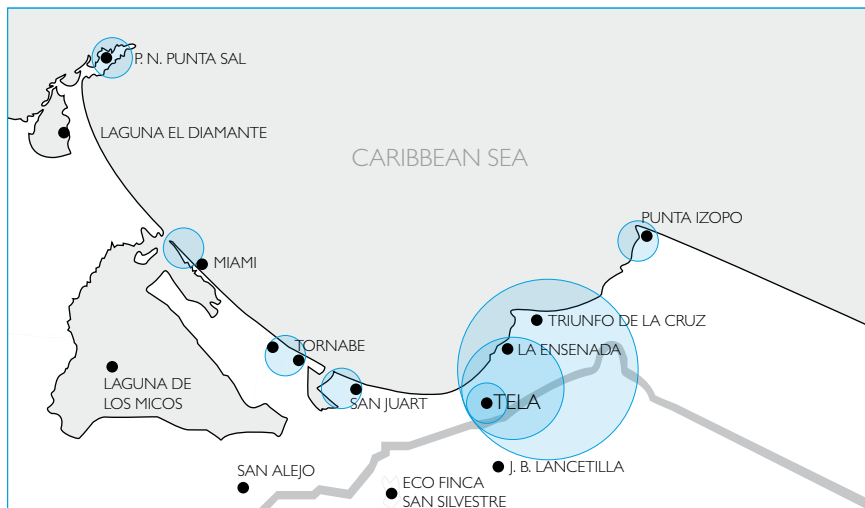 P. N. PUNTA SAL
LAGUNA EL DIAMANTE
CARIBBEAN SEA
PUNTA IZOPO
MIAMI
TRIUNFO DE LA CRUZ
TORNABE
LA ENSENADA
LAGUNA DE
LOS MICOS
SAN JUART
TELA
J. B. LANCETILLA
SAN ALEJO
ECO FINCA
SAN SILVESTRE